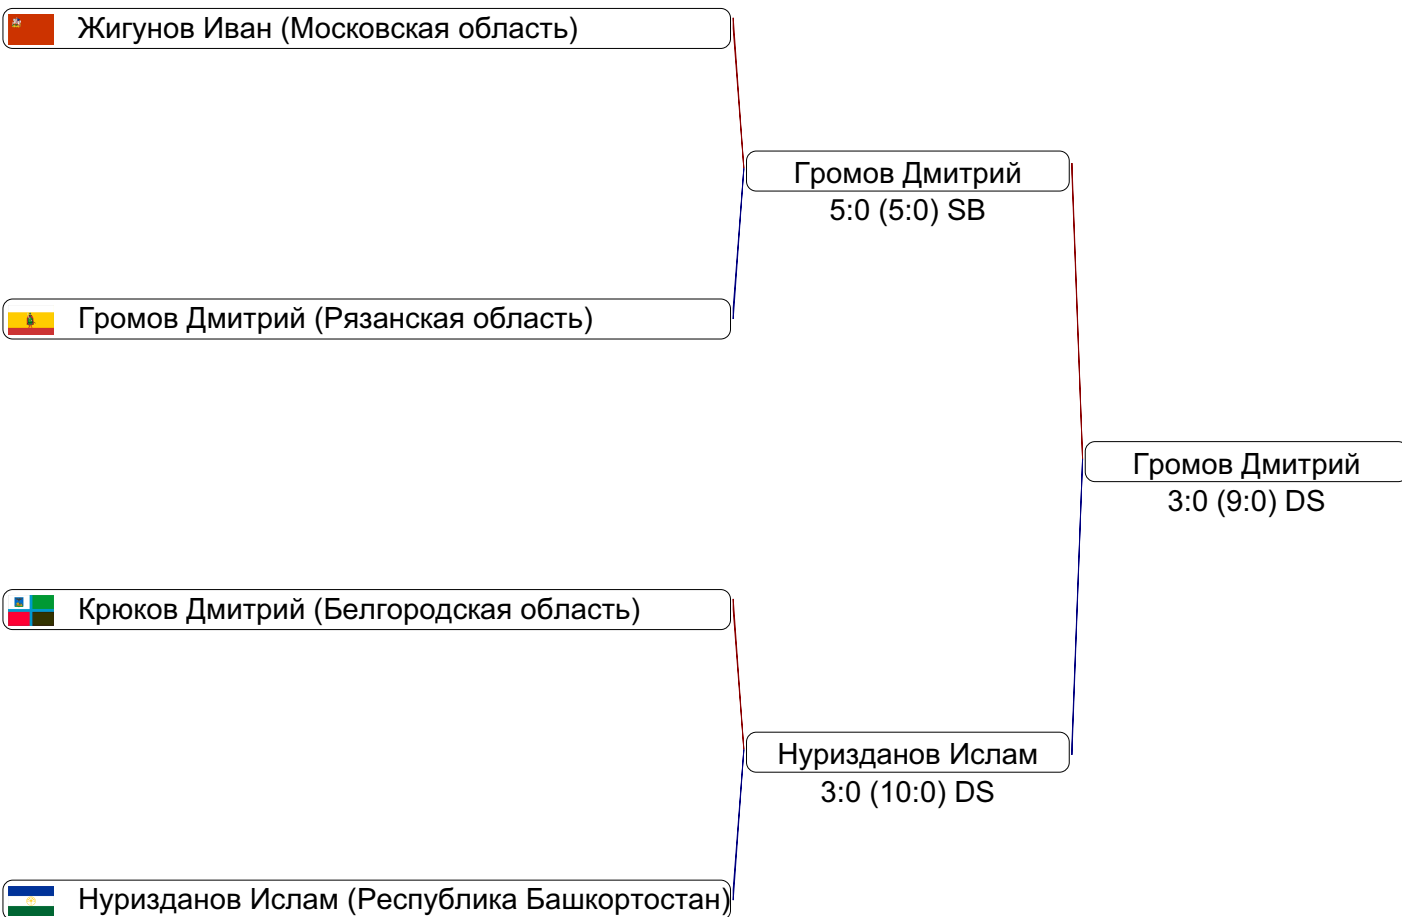 Жигунов Иван (Московская область)
Громов Дмитрий
5:0 (5:0) SB
Громов Дмитрий (Рязанская область)
Громов Дмитрий
3:0 (9:0) DS
Крюков Дмитрий (Белгородская область)
Нуризданов Ислам
3:0 (10:0) DS
Нуризданов Ислам (Республика Башкортостан)